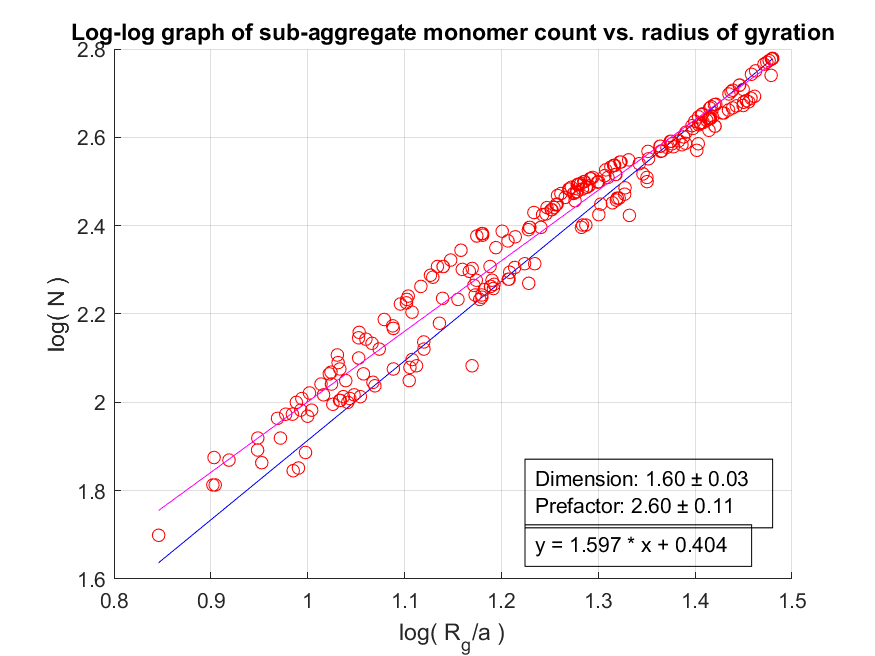 Log-log graph of sub-aggregate monomer count vs. radius of gyration
2.8
2.6
2.4
2.2
2
1.8
1.6
log( N )
Dimension: 1.60 ± 0.03
Prefactor: 2.60 ± 0.11
y = 1.597 * x + 0.404
0.8 0.9 1 1.1 1.2 1.3 1.4 1.5
log( R_g/a )